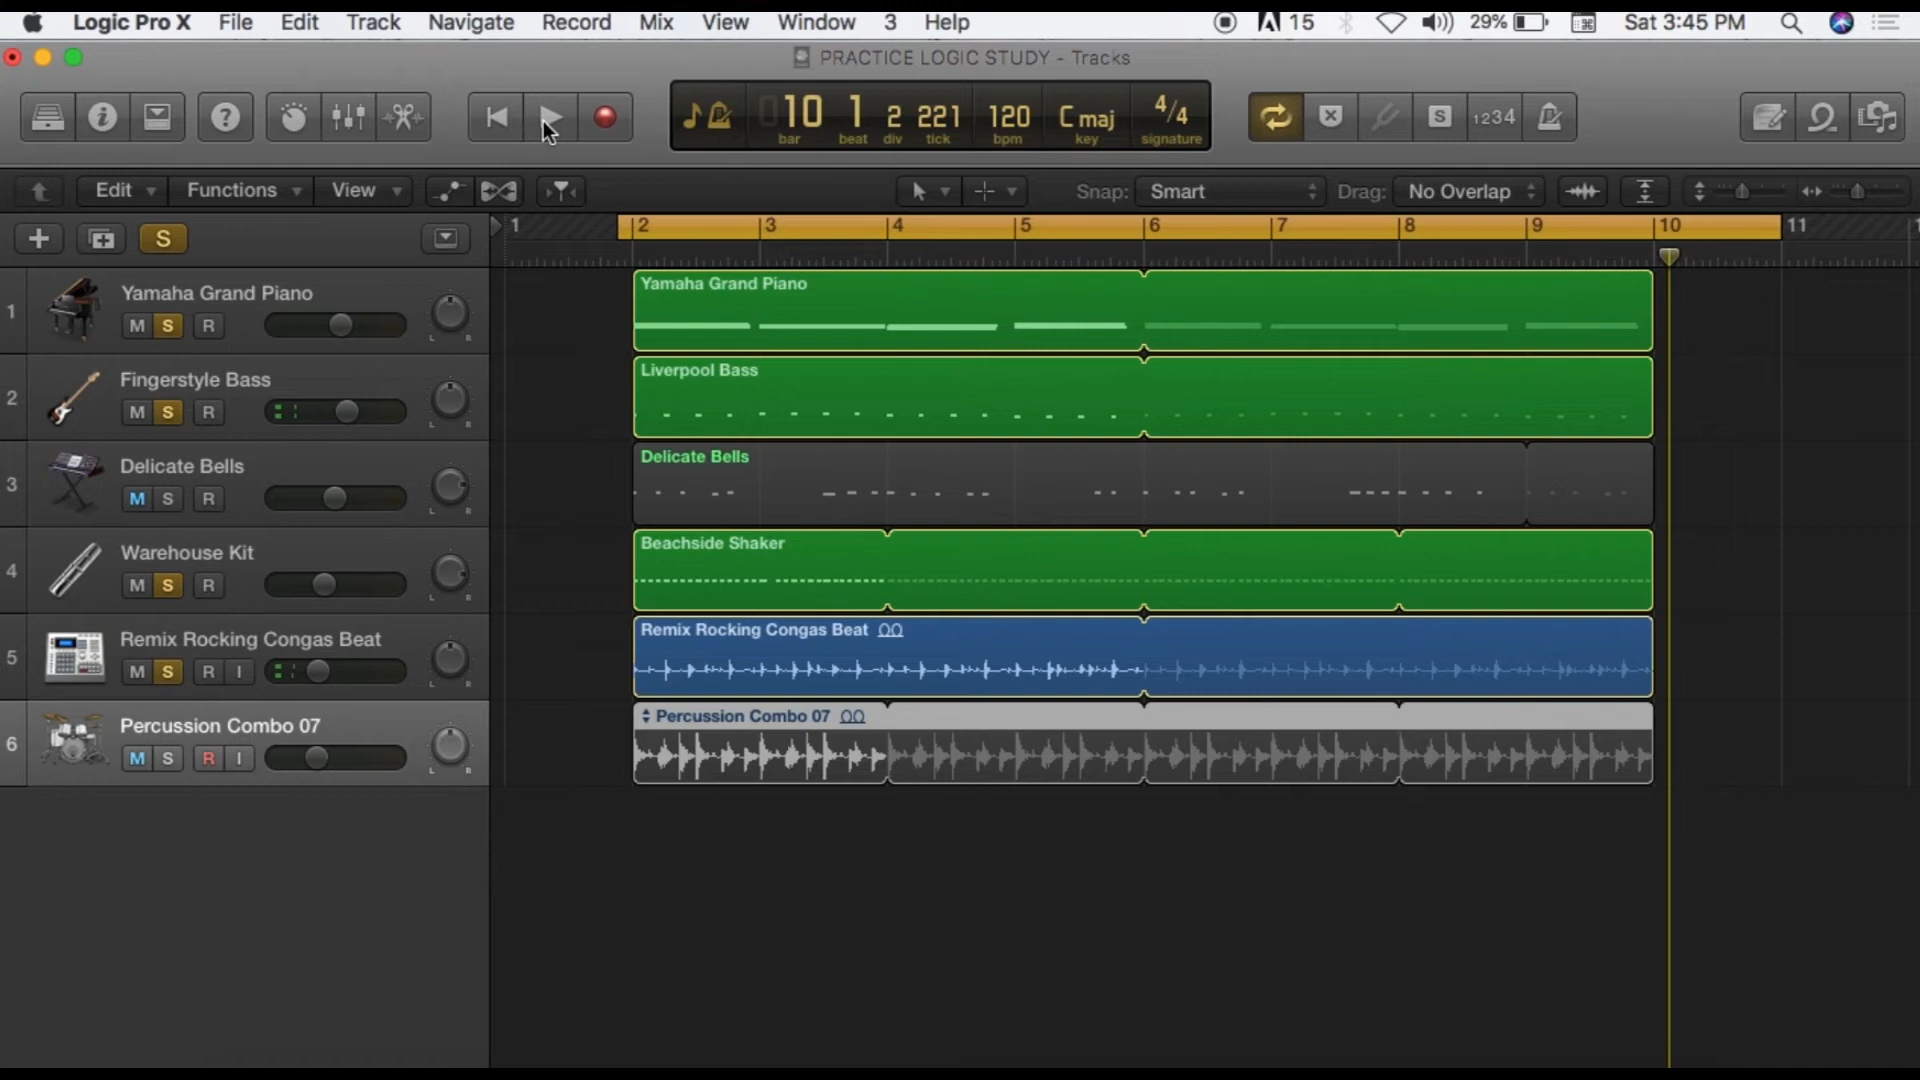 Logic Pro X File Edit Track Navigate Record Mix View Window 3 Help 15 29% Sat 3:45 PM
PRACTICE LOGIC STUDY - Tracks
10 1 2 221 120 C maj 4/4
bar beat div tick bpm key signature
S 1234
Edit Functions View Snap: Smart Drag: No Overlap
S
1 2 3 4 5 6 7 8 9 10 11
1 Yamaha Grand Piano
M S R
L R
Yamaha Grand Piano
2 Fingerstyle Bass
M S R
L R
Liverpool Bass
3 Delicate Bells
M S R
L R
Delicate Bells
4 Warehouse Kit
M S R
L R
Beachside Shaker
5 Remix Rocking Congas Beat
M S R I
L R
Remix Rocking Congas Beat
6 Percussion Combo 07
M S R I
L R
Percussion Combo 07